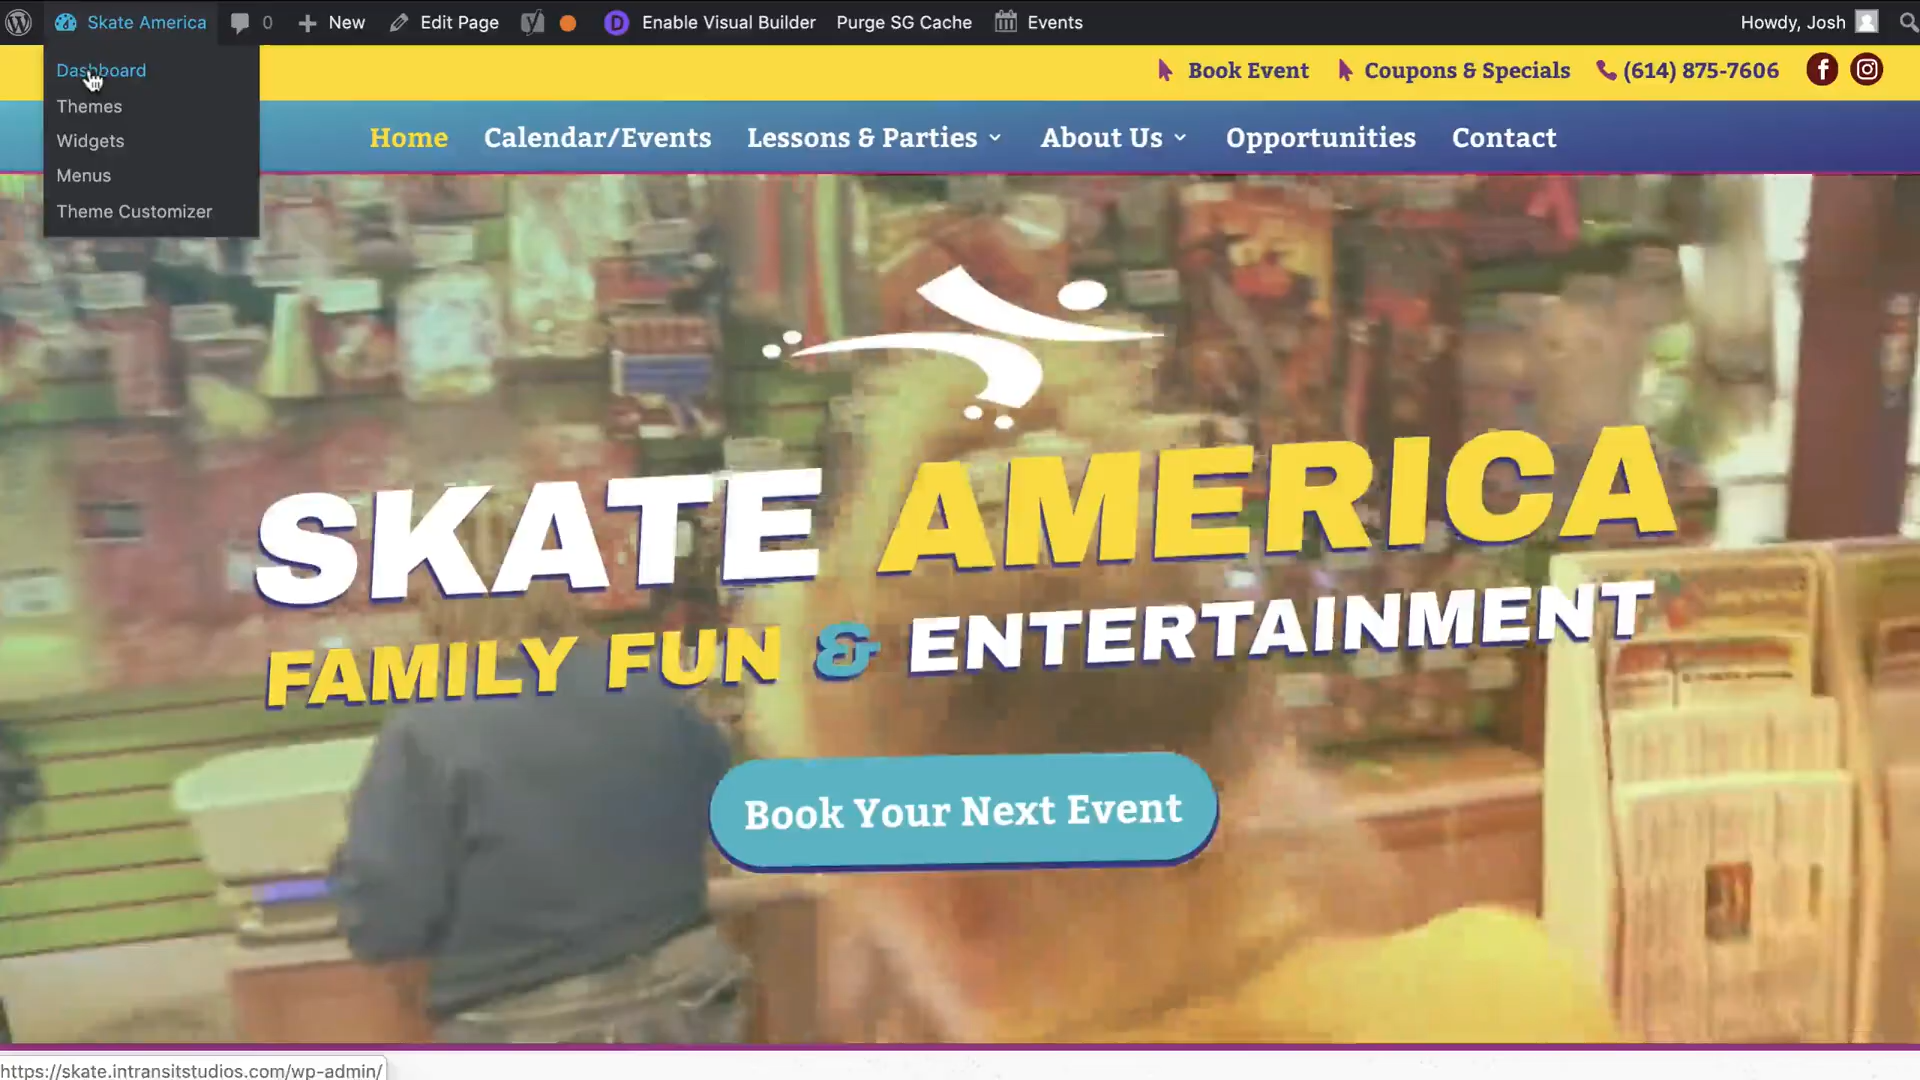 Skate America 0 New Edit Page Enable Visual Builder Purge SG Cache Events Howdy, Josh
Dashboard
Themes
Widgets
Menus
Theme Customizer
Book Event Coupons & Specials (614) 875-7606
Home Calendar/Events Lessons & Parties About Us Opportunities Contact
SKATE AMERICA
FAMILY FUN & ENTERTAINMENT
Book Your Next Event
https://skate.intransitstudios.com/wp-admin/